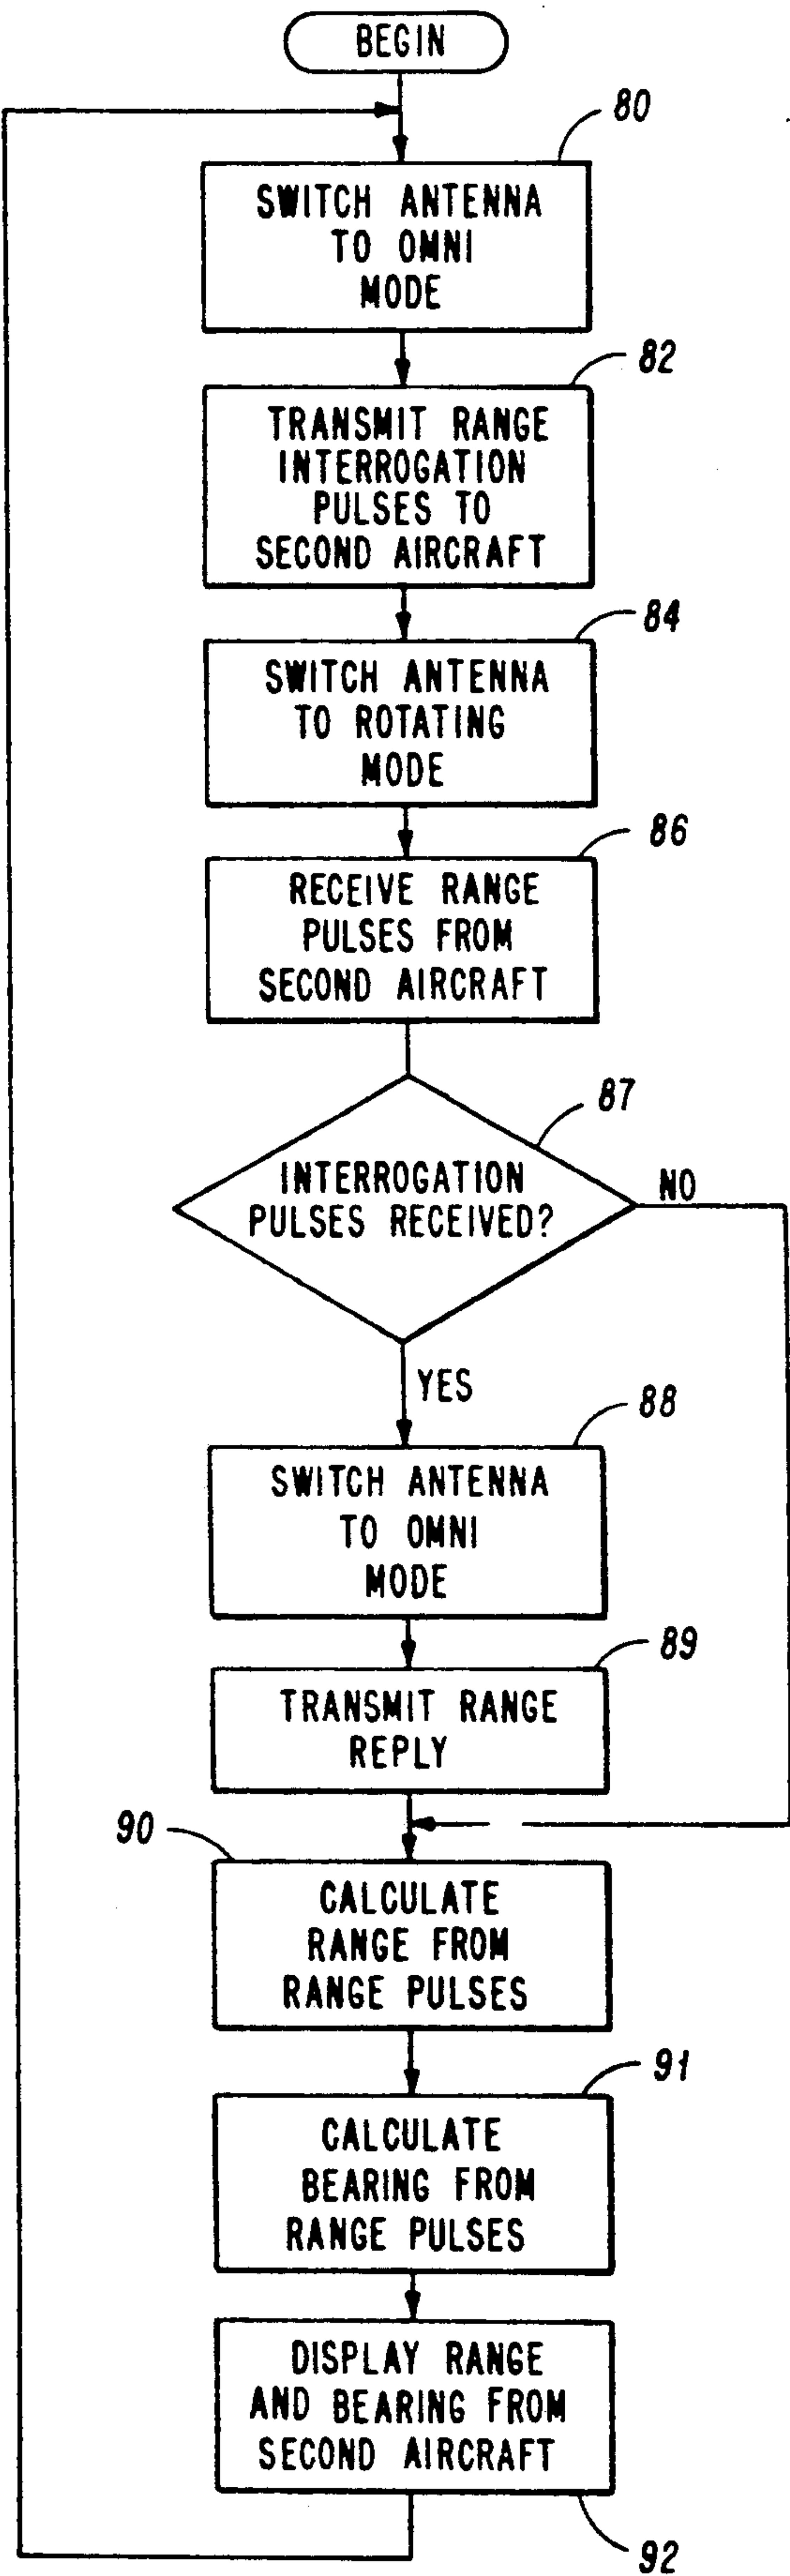 BEGIN
80
SWITCH ANTENNA
TO OMNI
MODE
82
TRANSMIT RANGE
INTERROGATION
PULSES TO
SECOND AIRCRAFT
84
SWITCH ANTENNA
TO ROTATING
MODE
86
RECEIVE RANGE
PULSES FROM
SECOND AIRCRAFT
87
INTERROGATION
PULSES RECEIVED?
NO
YES
88
SWITCH ANTENNA
TO OMNI
MODE
89
TRANSMIT RANGE
REPLY
90
CALCULATE
RANGE FROM
RANGE PULSES
91
CALCULATE
BEARING FROM
RANGE PULSES
DISPLAY RANGE
AND BEARING FROM
SECOND AIRCRAFT
92